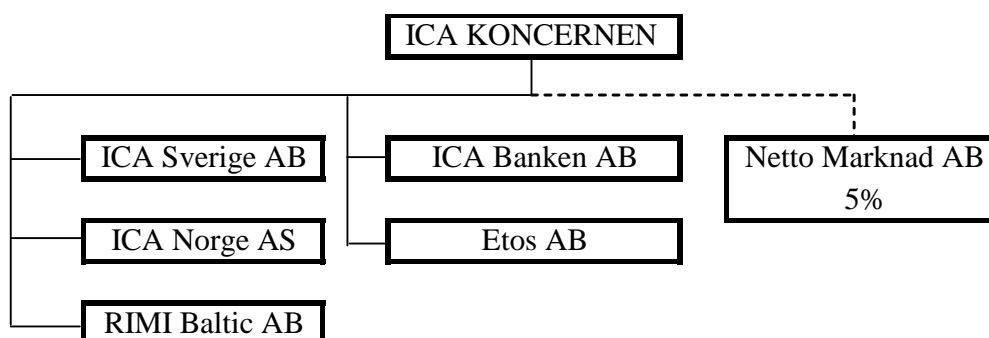 ICA KONCERNEN
ICA Sverige AB
ICA Banken AB
Netto Marknad AB
5%
ICA Norge AS
Etos AB
RIMI Baltic AB